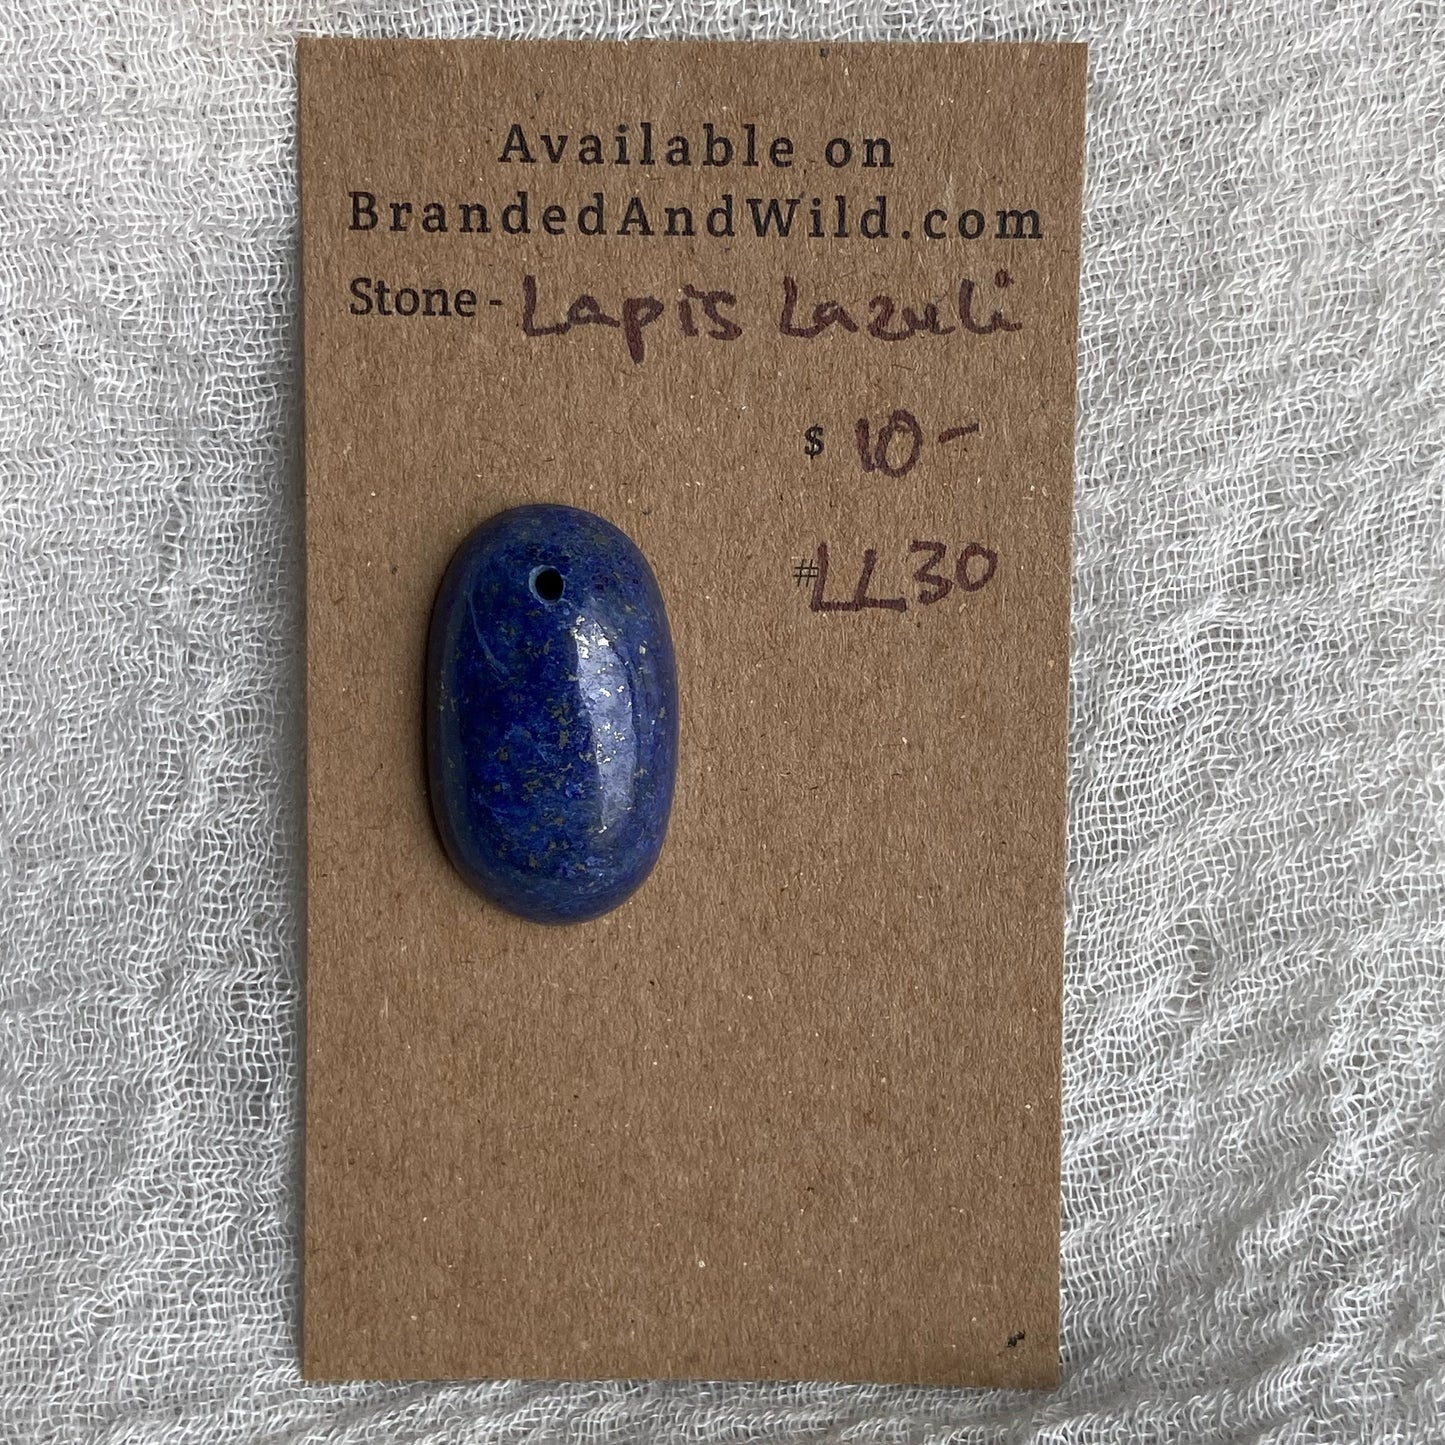 Available on
BrandedAndWild.com
Stone - Lapis Lazuli
$ 10-
#LL30